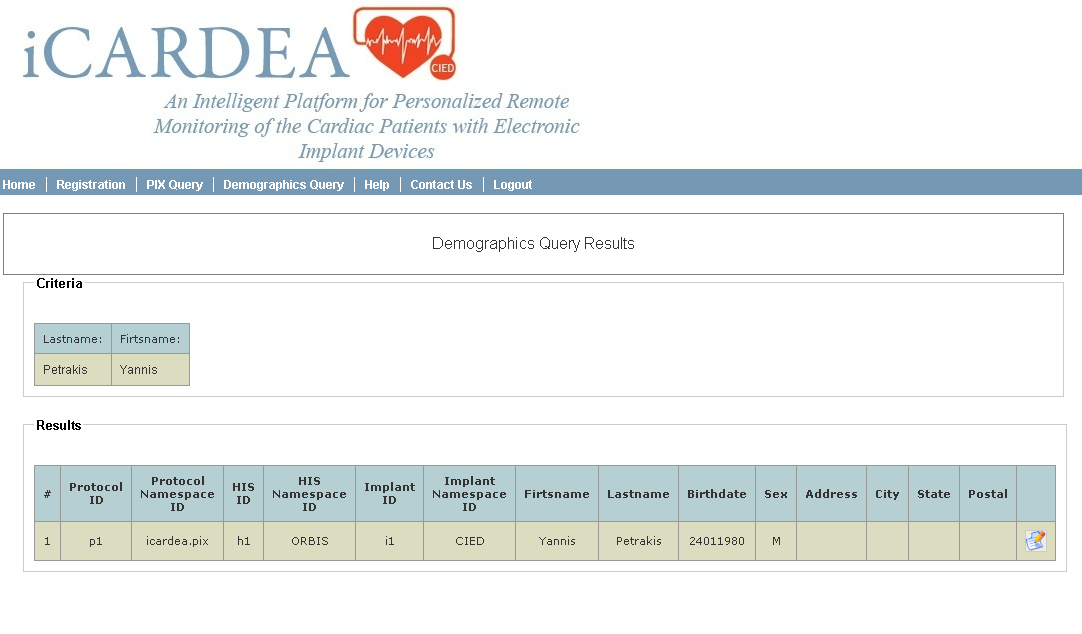 iCARDEA
CIED
An Intelligent Platform for Personalized Remote
Monitoring of the Cardiac Patients with Electronic
Implant Devices
Home Registration PIX Query Demographics Query Help Contact Us Logout
Demographics Query Results
Criteria
Lastname: Firtsname:
Petrakis Yannis
Results
# Protocol ID Protocol Namespace ID HIS ID HIS Namespace ID Implant ID Implant Namespace ID Firtsname Lastname Birthdate Sex Address City State Postal
1 p1 icardea.pix h1 ORBIS i1 CIED Yannis Petrakis 24011980 M